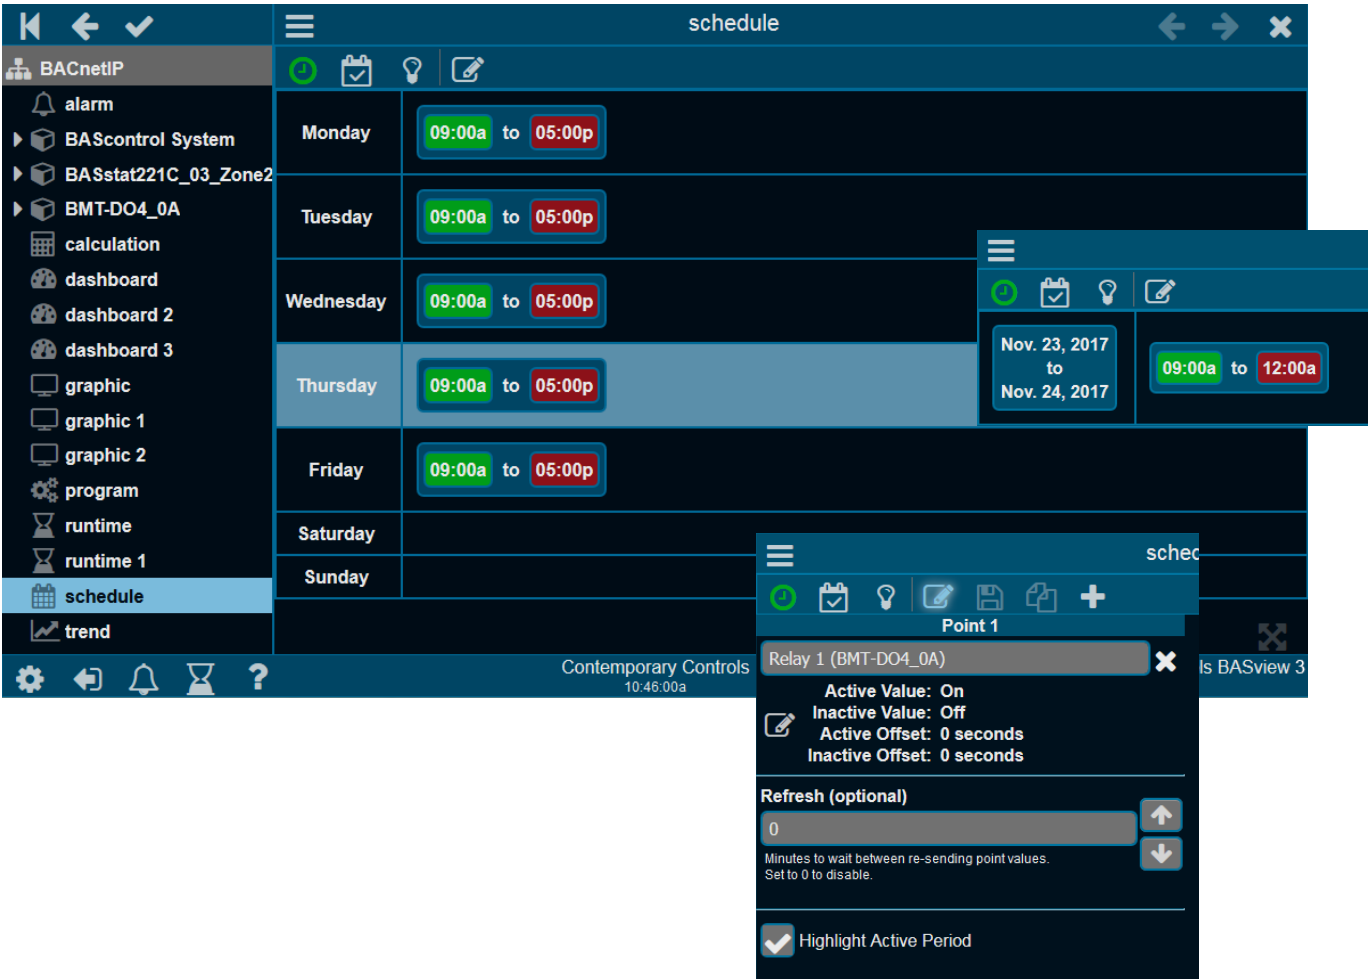 schedule
BACnetIP
alarm
BAScontrol System
BASstat221C_03_Zone2
BMT-DO4_0A
calculation
dashboard
dashboard 2
dashboard 3
graphic
graphic 1
graphic 2
program
runtime
runtime 1
schedule
trend
?
Monday 09:00a to 05:00p
Tuesday 09:00a to 05:00p
Wednesday 09:00a to 05:00p
Thursday 09:00a to 05:00p
Friday 09:00a to 05:00p
Saturday
Sunday
Contemporary Controls
10:46:00a
ls BASview 3
Nov. 23, 2017
to
Nov. 24, 2017
09:00a to 12:00a
sched
Point 1
Relay 1 (BMT-DO4_0A)
Active Value: On
Inactive Value: Off
Active Offset: 0 seconds
Inactive Offset: 0 seconds
Refresh (optional)
0
Minutes to wait between re-sending point values.
Set to 0 to disable.
Highlight Active Period